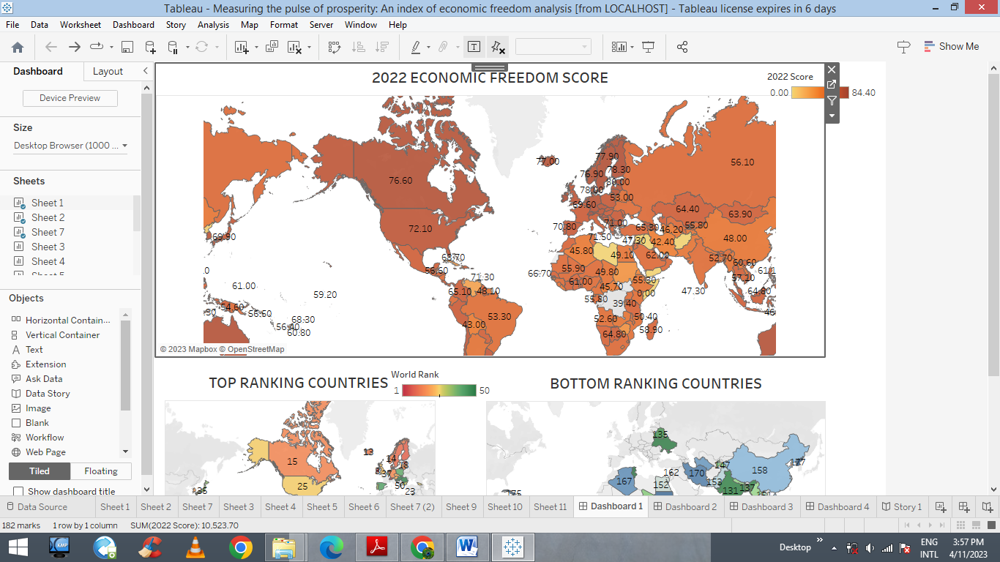 Tableau - Measuring the pulse of prosperity: An index of economic freedom analysis [from LOCALHOST] - Tableau license expires in 6 days
File Data Worksheet Dashboard Story Analysis Map Format Server Window Help
Show Me
Dashboard Layout
Device Preview
Size
Desktop Browser (1000 ...
Sheets
Sheet 1
Sheet 2
Sheet 7
Sheet 3
Sheet 4
Objects
Horizontal Contain...
Vertical Container
Text
Extension
Ask Data
Data Story
Image
Blank
Workflow
Web Page
Tiled Floating
Show dashboard title
2022 ECONOMIC FREEDOM SCORE
2022 Score
0.00 84.40
77.00
77.90
56.10
78.30
76.90
76.60
80.00
78.00
53.00
69.60
64.40
63.90
71.00
70.80
72.10
65.30
46.20
55.80
69.90
71.50
47.30
42.40
48.00
45.80
49.10
62.00
68.70
52.70
60.60
56.60
66.70
55.90
49.80
71.30
57.10
61.00
61.00
45.70
55.30
65.10
48.10
59.20
0.00
47.30
64.80
55.80
39.40
54.60
56.50
68.30
53.30
52.60
50.40
43.00
56.40
60.80
64.80
58.90
© 2023 Mapbox © OpenStreetMap
TOP RANKING COUNTRIES
World Rank
1 50
13
14
15
18
37
25
50
23
35
BOTTOM RANKING COUNTRIES
135
177
147
162
158
170
167
152
153
131
137
Data Source Sheet 1 Sheet 2 Sheet 7 Sheet 3 Sheet 4 Sheet 5 Sheet 6 Sheet 7 (2) Sheet 9 Sheet 10 Sheet 11 Dashboard 1 Dashboard 2 Dashboard 3 Dashboard 4 Story 1
182 marks 1 row by 1 column SUM(2022 Score): 10,523.70
Desktop
ENG
INTL
3:57 PM
4/11/2023